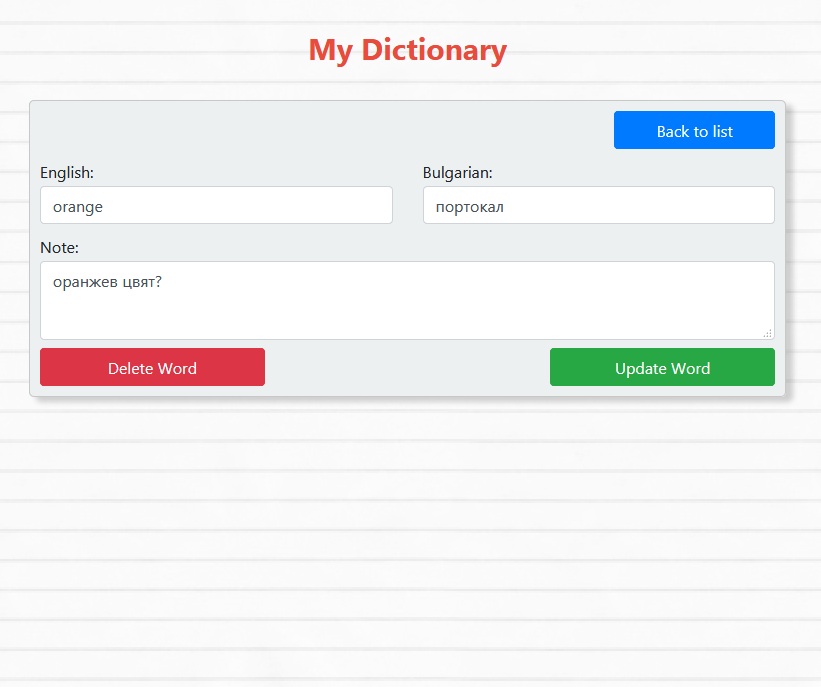 My Dictionary
Back to list
English:
Bulgarian:
orange
портокал
Note:
оранжев цвят?
Delete Word
Update Word